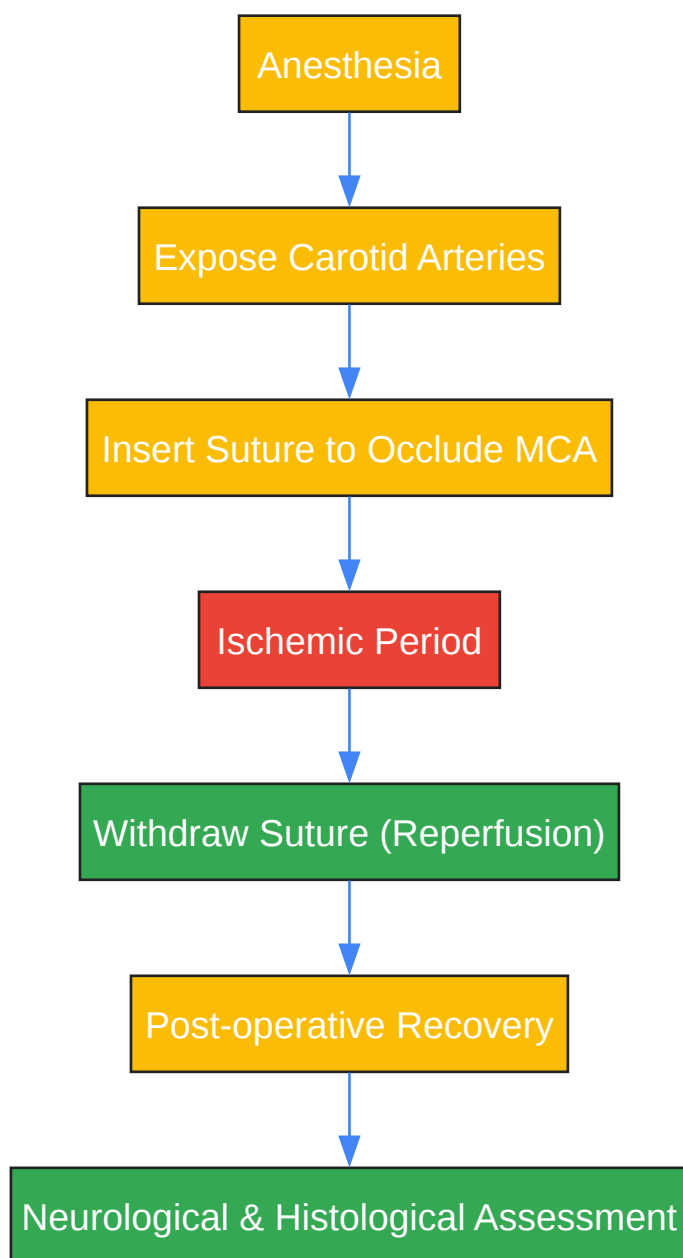 Anesthesia
Expose Carotid Arteries
Insert Suture to Occlude MCA
Ischemic Period
Withdraw Suture (Reperfusion)
Post-operative Recovery
Neurological & Histological Assessment